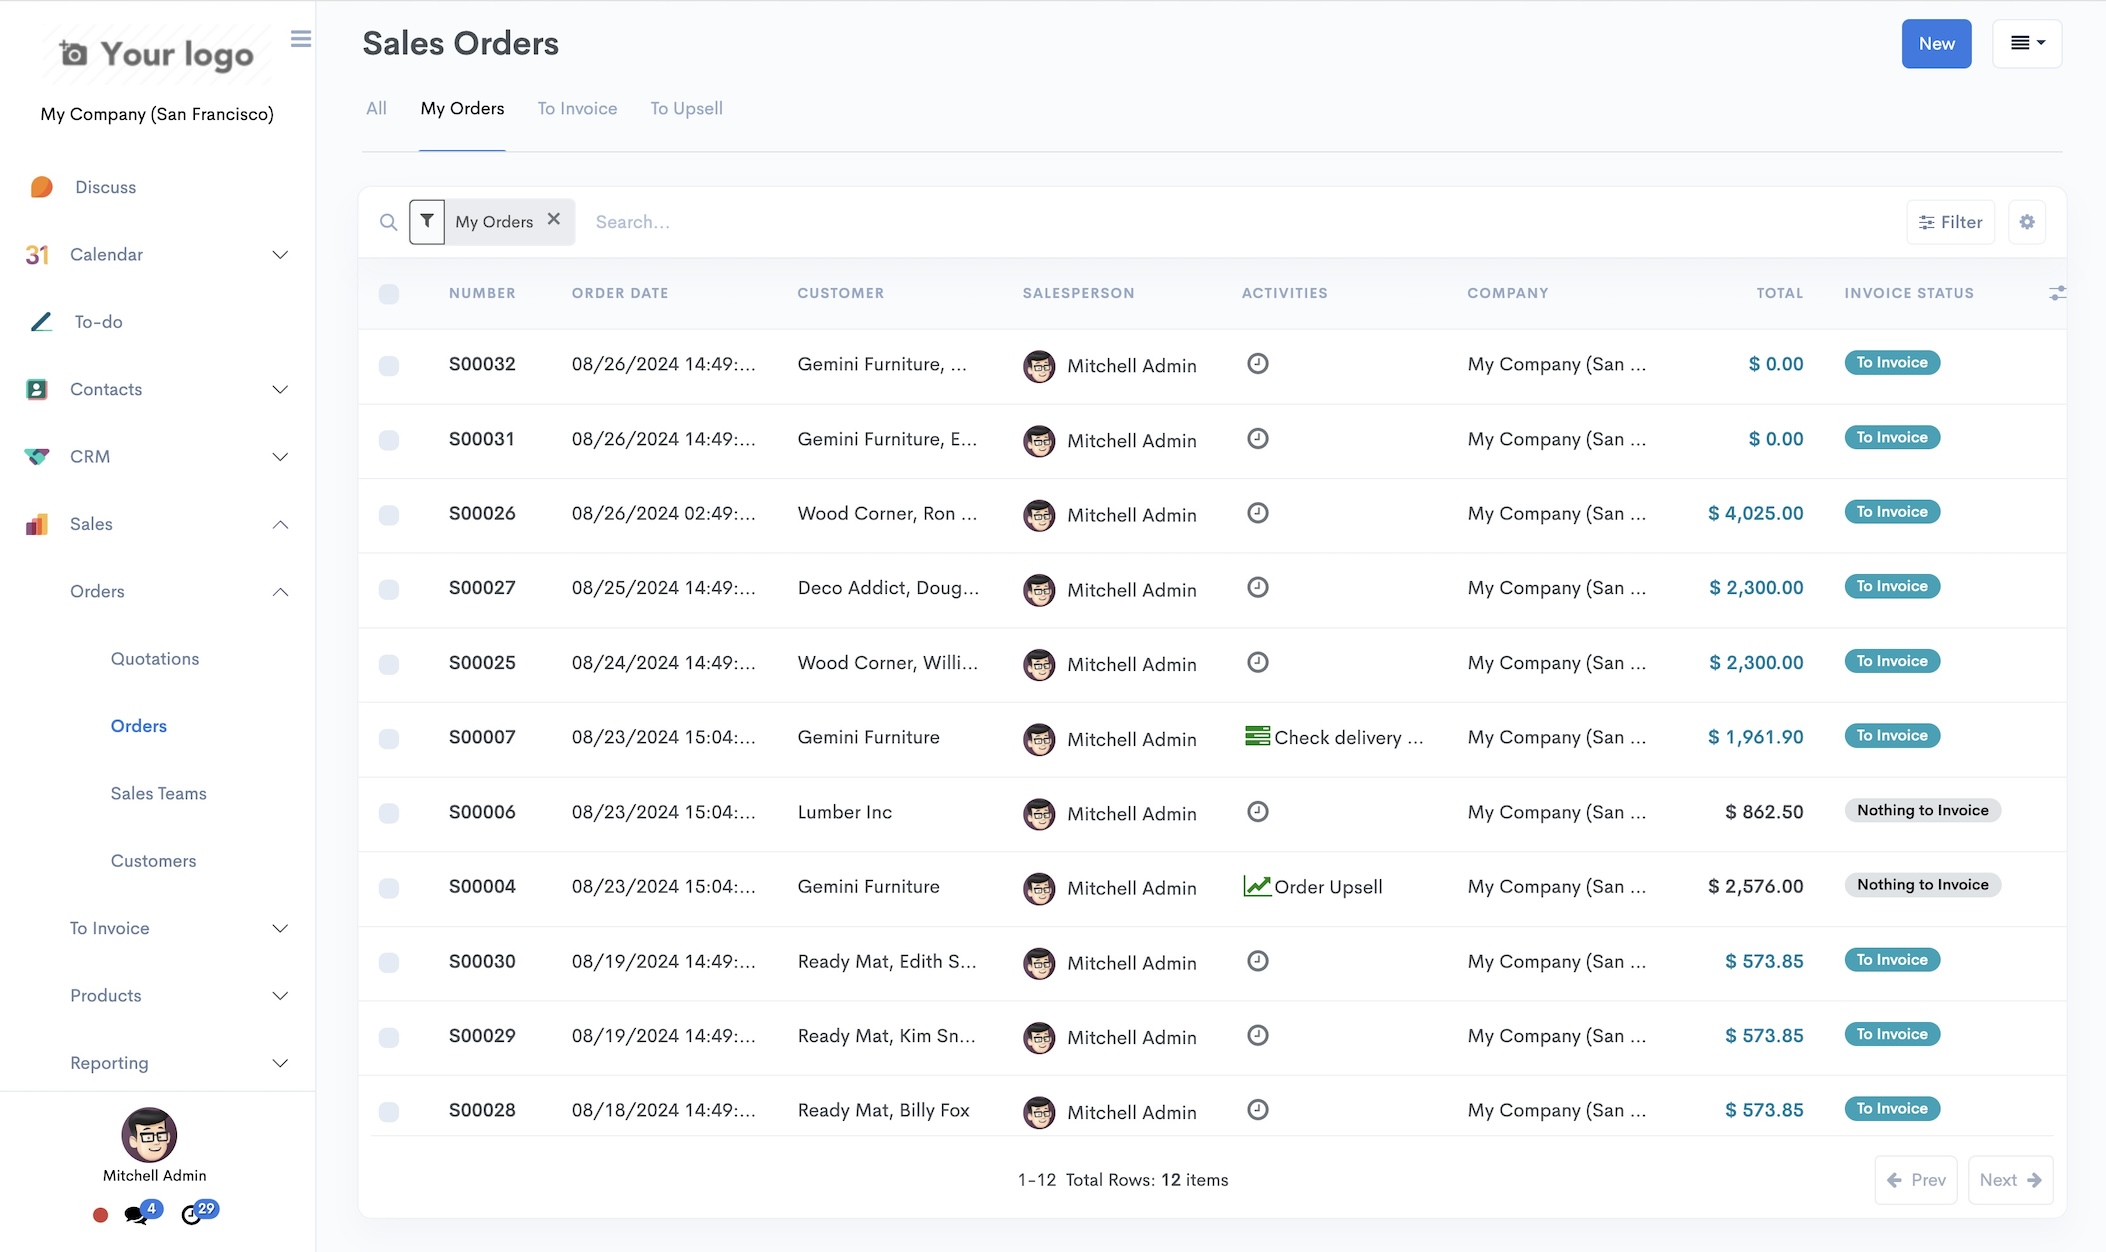 Your logo
My Company (San Francisco)
Discuss
31 Calendar
To-do
Contacts
CRM
Sales
Orders
Quotations
Orders
Sales Teams
Customers
To Invoice
Products
Reporting
Mitchell Admin
4 29
Sales Orders
New
All My Orders To Invoice To Upsell
My Orders Search... Filter
NUMBER ORDER DATE CUSTOMER SALESPERSON ACTIVITIES COMPANY TOTAL INVOICE STATUS
S00032 08/26/2024 14:49:... Gemini Furniture, ... Mitchell Admin My Company (San ... $ 0.00 To Invoice
S00031 08/26/2024 14:49:... Gemini Furniture, E... Mitchell Admin My Company (San ... $ 0.00 To Invoice
S00026 08/26/2024 02:49:... Wood Corner, Ron ... Mitchell Admin My Company (San ... $ 4,025.00 To Invoice
S00027 08/25/2024 14:49:... Deco Addict, Doug... Mitchell Admin My Company (San ... $ 2,300.00 To Invoice
S00025 08/24/2024 14:49:... Wood Corner, Willi... Mitchell Admin My Company (San ... $ 2,300.00 To Invoice
S00007 08/23/2024 15:04:... Gemini Furniture Mitchell Admin Check delivery ... My Company (San ... $ 1,961.90 To Invoice
S00006 08/23/2024 15:04:... Lumber Inc Mitchell Admin My Company (San ... $ 862.50 Nothing to Invoice
S00004 08/23/2024 15:04:... Gemini Furniture Mitchell Admin Order Upsell My Company (San ... $ 2,576.00 Nothing to Invoice
S00030 08/19/2024 14:49:... Ready Mat, Edith S... Mitchell Admin My Company (San ... $ 573.85 To Invoice
S00029 08/19/2024 14:49:... Ready Mat, Kim Sn... Mitchell Admin My Company (San ... $ 573.85 To Invoice
S00028 08/18/2024 14:49:... Ready Mat, Billy Fox Mitchell Admin My Company (San ... $ 573.85 To Invoice
1-12 Total Rows: 12 items Prev Next